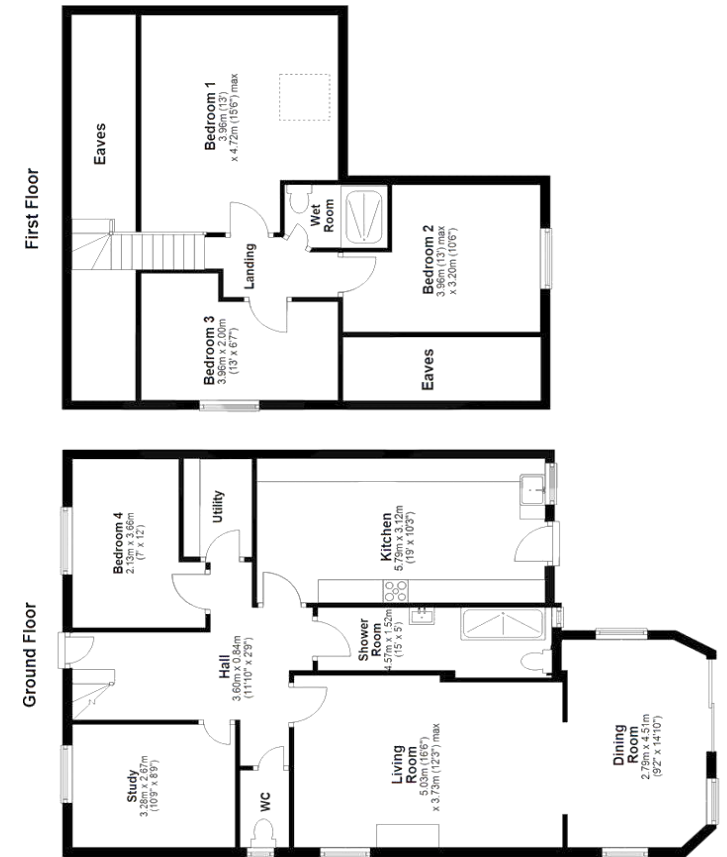 First Floor
Eaves
Bedroom 1
3.96m (13')
x 4.72m (15'6") max
Wet
Room
Landing
Bedroom 2
3.96m (13') max
x 3.20m (10'6")
Bedroom 3
3.96m x 2.00m
(13' x 6'7")
Eaves
Ground Floor
Bedroom 4
2.13m x 3.66m
(7' x 12')
Utility
Kitchen
5.79m x 3.12m
(19' x 10'3")
Hall
3.60m x 0.84m
(11'10" x 2'9")
Shower
Room
4.57m x 1.52m
(15' x 5')
Study
3.28m x 2.67m
(10'9" x 8'9")
WC
Living
Room
5.03m (16'6")
x 3.73m (12'3") max
Dining
Room
2.79m x 4.51m
(9'2" x 14'10")